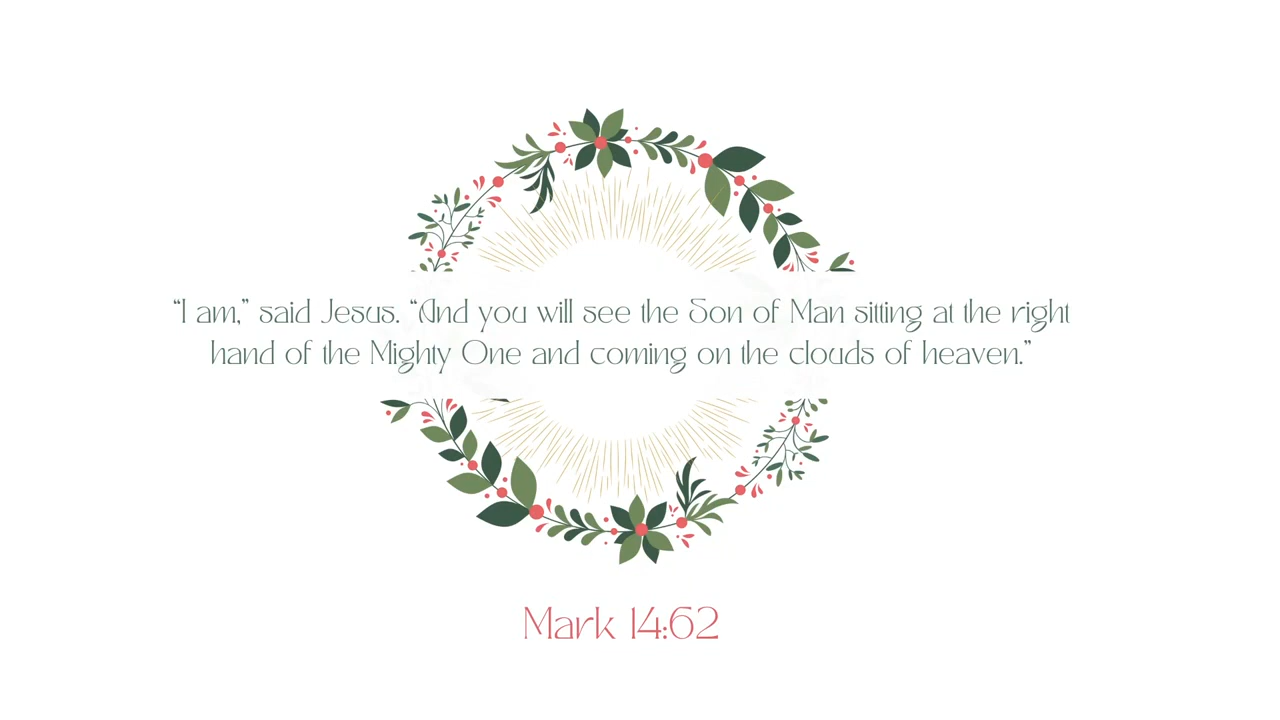 “I am,” said Jesus. “And you will see the Son of Man sitting at the right
hand of the Mighty One and coming on the clouds of heaven.”
Mark 14:62